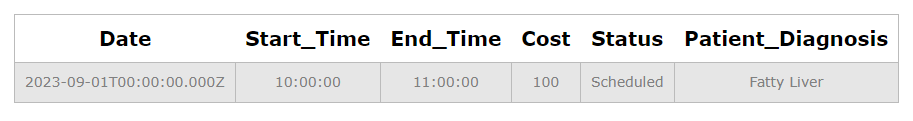 Date Start_Time End_Time Cost Status Patient_Diagnosis
2023-09-01T00:00:00.000Z 10:00:00 11:00:00 100 Scheduled Fatty Liver